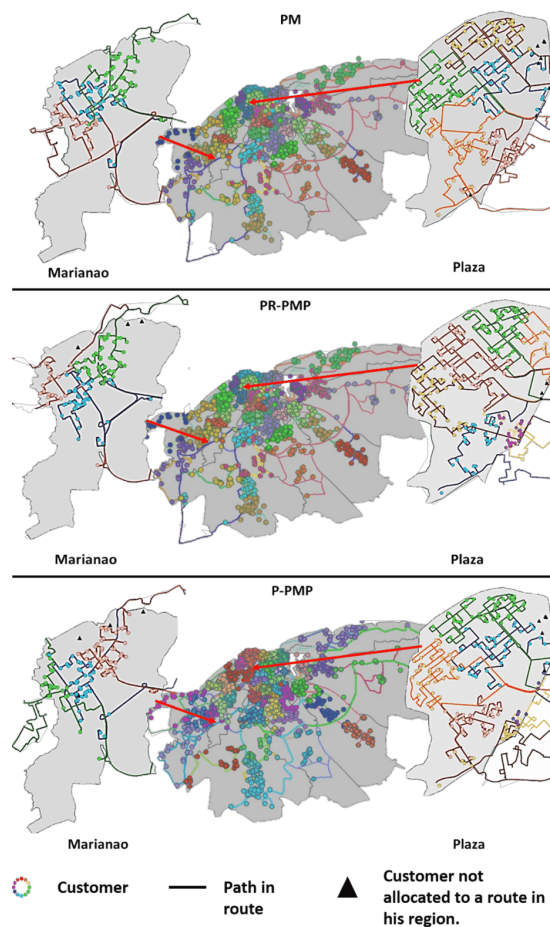 PM
Marianao
Plaza
PR-PMP
Marianao
Plaza
P-PMP
Marianao
Plaza
Customer
Path in
route
Customer not
allocated to a route in
his region.